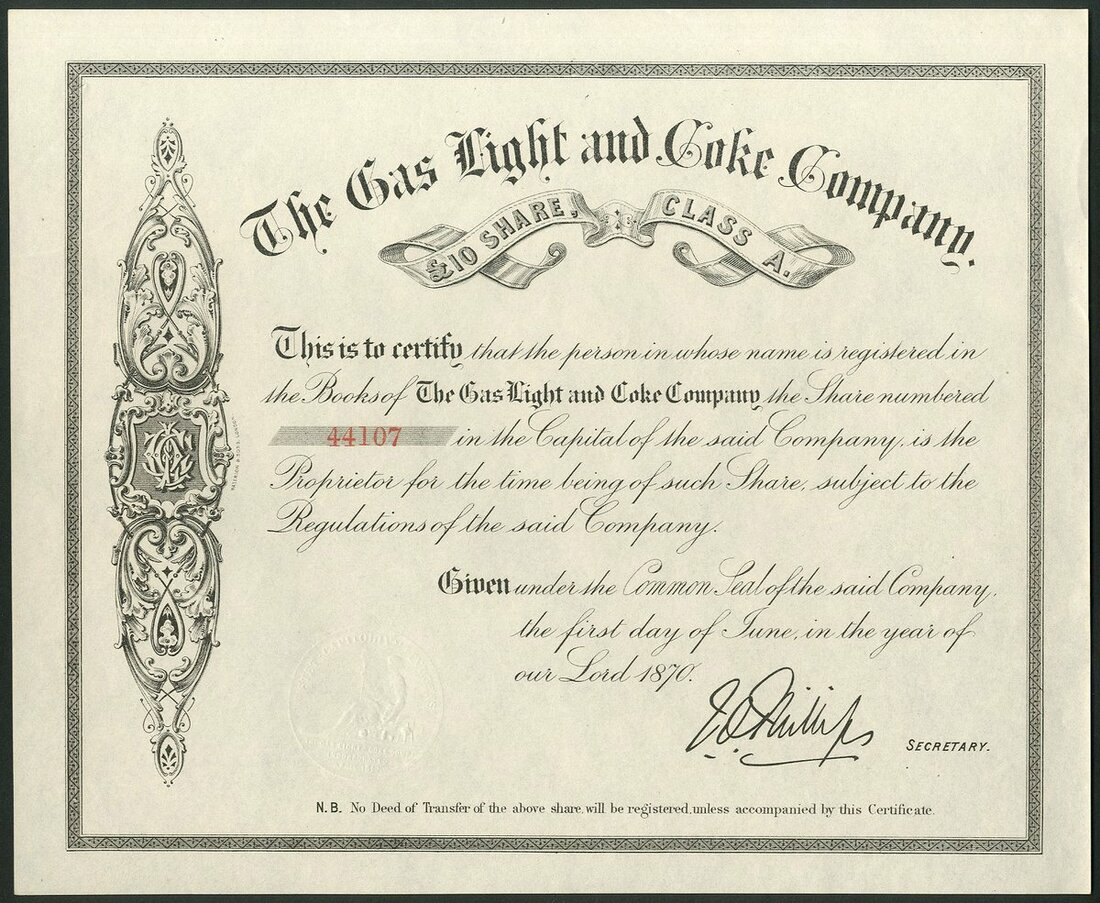 The Gas Light and Coke Company.
£10 SHARE, CLASS A.
This is to certify that the person in whose name is registered in
the Books of The Gas Light and Coke Company the Share numbered
44107 in the Capital of the said Company, is the
Proprietor for the time being of such Share, subject to the
Regulations of the said Company.
Given under the Common Seal of the said Company,
the first day of June, in the year of
our Lord 1870.
Phillips
SECRETARY.
N.B. No Deed of Transfer of the above share, will be registered, unless accompanied by this Certificate.